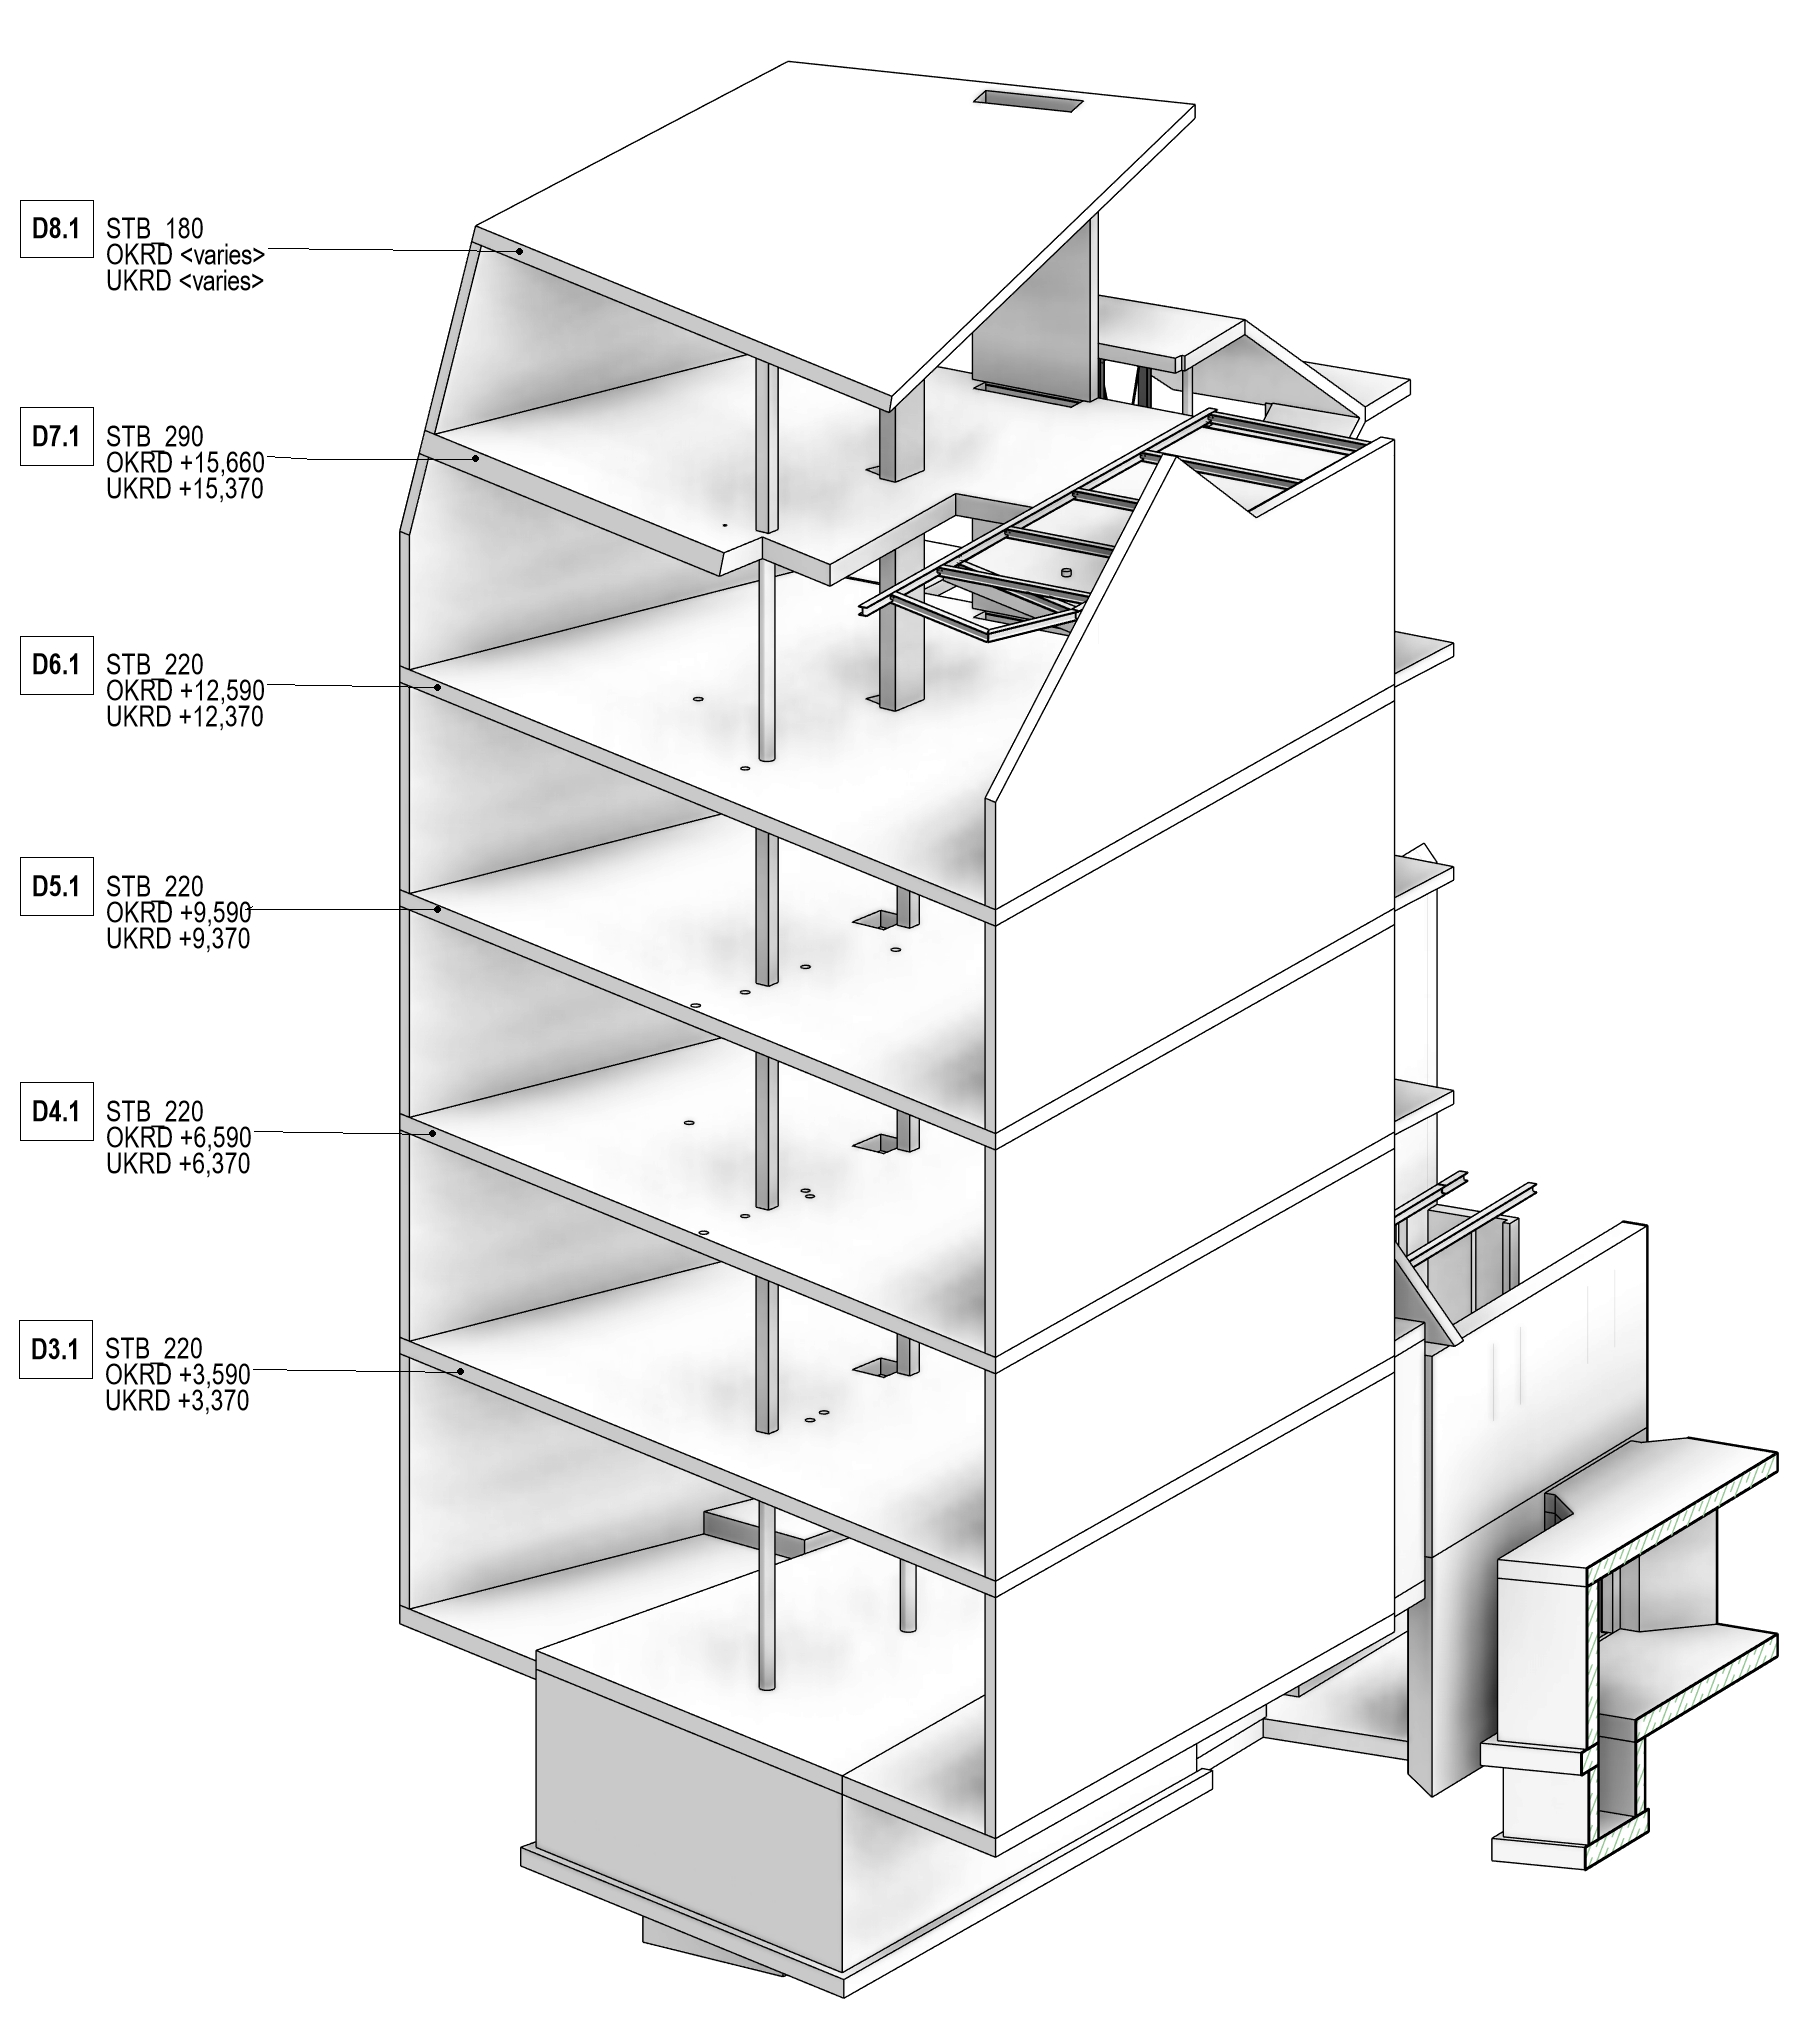 D8.1
STB_180
OKRD <varies>
UKRD <varies>
D7.1
STB_290
OKRD +15,660
UKRD +15,370
D6.1
STB_220
OKRD +12,590
UKRD +12,370
D5.1
STB_220
OKRD +9,590
UKRD +9,370
D4.1
STB_220
OKRD +6,590
UKRD +6,370
D3.1
STB_220
OKRD +3,590
UKRD +3,370